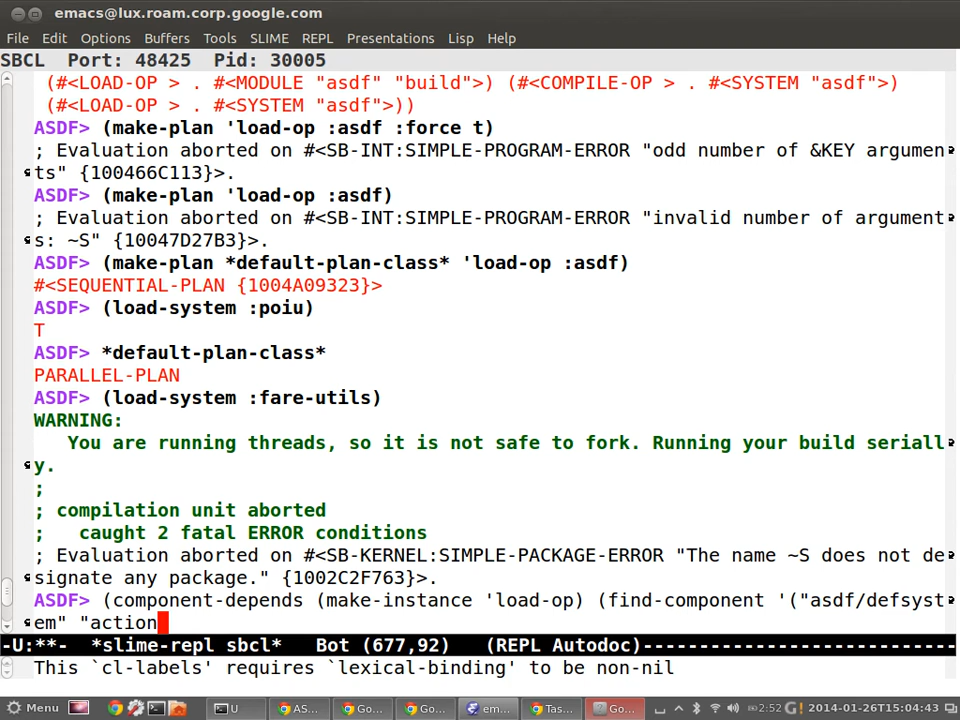 emacs@lux.roam.corp.google.com
File Edit Options Buffers Tools SLIME REPL Presentations Lisp Help
SBCL  Port: 48425  Pid: 30005
(#<LOAD-OP > . #<MODULE "asdf" "build">) (#<COMPILE-OP > . #<SYSTEM "asdf">)
(#<LOAD-OP > . #<SYSTEM "asdf">))
ASDF> (make-plan 'load-op :asdf :force t)
; Evaluation aborted on #<SB-INT:SIMPLE-PROGRAM-ERROR "odd number of &KEY argumen
ts" {100466C113}>.
ASDF> (make-plan 'load-op :asdf)
; Evaluation aborted on #<SB-INT:SIMPLE-PROGRAM-ERROR "invalid number of argument
s: ~S" {10047D27B3}>.
ASDF> (make-plan *default-plan-class* 'load-op :asdf)
#<SEQUENTIAL-PLAN {1004A09323}>
ASDF> (load-system :poiu)
T
ASDF> *default-plan-class*
PARALLEL-PLAN
ASDF> (load-system :fare-utils)
WARNING:
You are running threads, so it is not safe to fork. Running your build seriall
y.
;
; compilation unit aborted
;   caught 2 fatal ERROR conditions
; Evaluation aborted on #<SB-KERNEL:SIMPLE-PACKAGE-ERROR "The name ~S does not de
signate any package." {1002C2F763}>.
ASDF> (component-depends (make-instance 'load-op) (find-component '("asdf/defsyst
em" "action
-U:**-  *slime-repl sbcl*   Bot (677,92)   (REPL Autodoc)----------------------------
This `cl-labels' requires `lexical-binding' to be non-nil
Menu U AS... Go... Go... em... Tas... Go... 2:52 2014-01-26T15:04:43